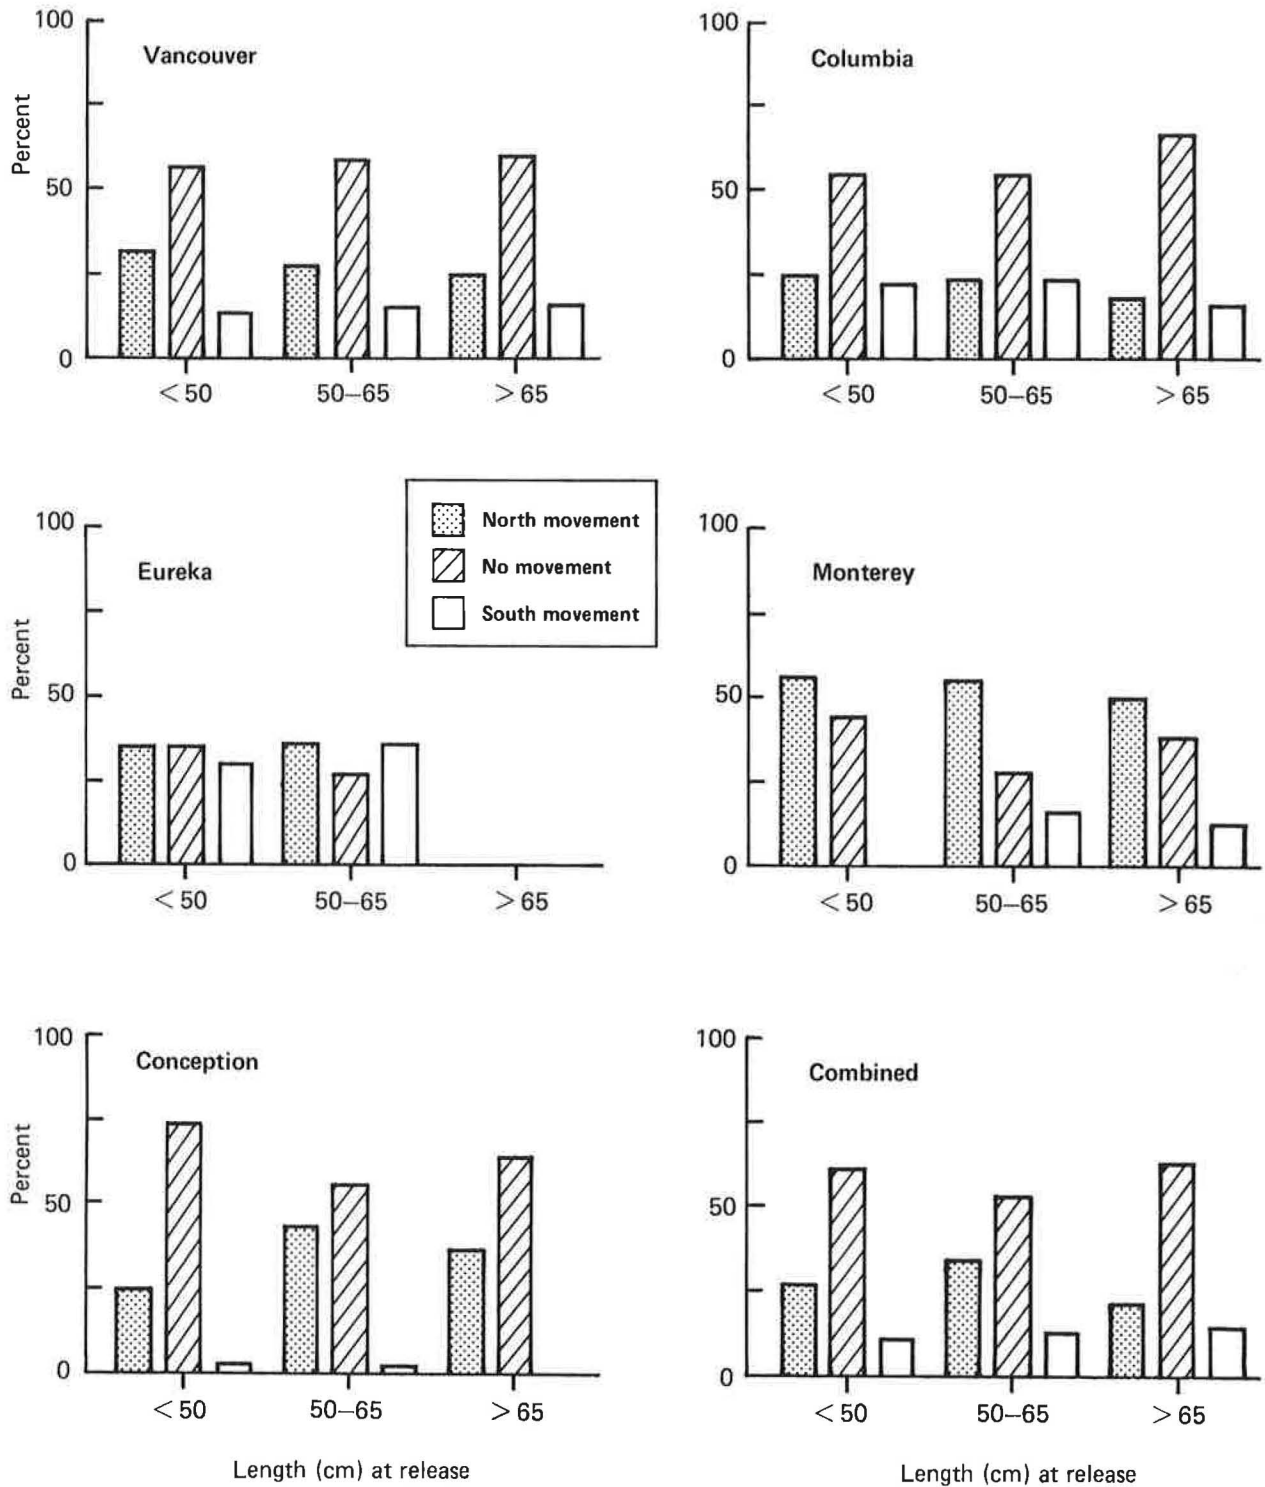 100
Vancouver
Percent
50
0
< 50
50–65
> 65
100
Columbia
50
0
< 50
50–65
> 65
North movement
No movement
South movement
100
Eureka
Percent
50
0
< 50
50–65
> 65
100
Monterey
50
0
< 50
50–65
> 65
100
Conception
Percent
50
0
< 50
50–65
> 65
Length (cm) at release
100
Combined
50
0
< 50
50–65
> 65
Length (cm) at release